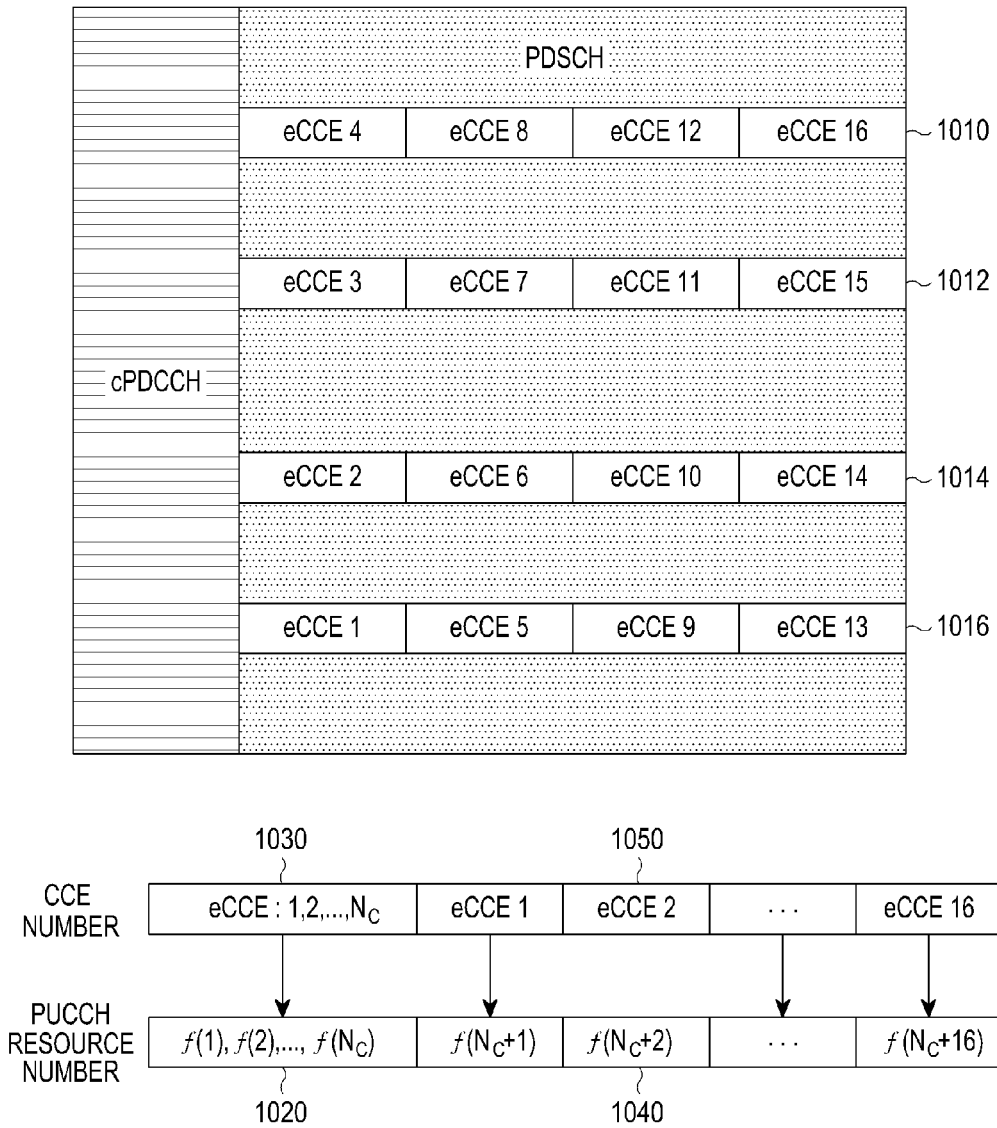 PDSCH
eCCE 4 eCCE 8 eCCE 12 eCCE 16 1010
eCCE 3 eCCE 7 eCCE 11 eCCE 15 1012
cPDCCH
eCCE 2 eCCE 6 eCCE 10 eCCE 14 1014
eCCE 1 eCCE 5 eCCE 9 eCCE 13 1016
1030 1050
CCE NUMBER
eCCE : 1,2,...,N_C eCCE 1 eCCE 2 ... eCCE 16
PUCCH RESOURCE NUMBER
f(1), f(2),..., f(N_C) f(N_C+1) f(N_C+2) ... f(N_C+16)
1020 1040